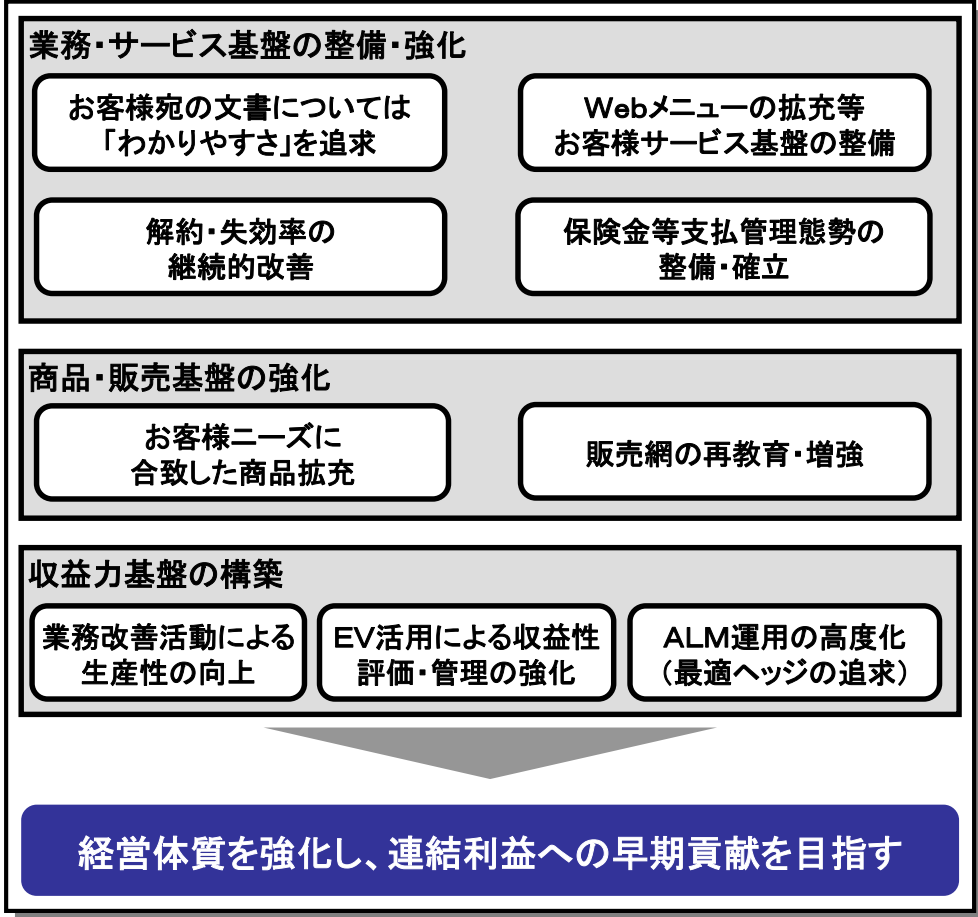 業務・サービス基盤の整備・強化
お客様宛の文書については
「わかりやすさ」を追求
Webメニューの拡充等
お客様サービス基盤の整備
解約・失効率の
継続的改善
保険金等支払管理態勢の
整備・確立
商品・販売基盤の強化
お客様ニーズに
合致した商品拡充
販売網の再教育・増強
収益力基盤の構築
業務改善活動による
生産性の向上
EV活用による収益性
評価・管理の強化
ALM運用の高度化
（最適ヘッジの追求）
経営体質を強化し、連結利益への早期貢献を目指す